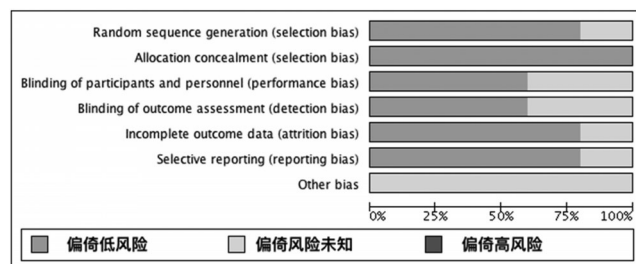 Random sequence generation (selection bias)
Allocation concealment (selection bias)
Blinding of participants and personnel (performance bias)
Blinding of outcome assessment (detection bias)
Incomplete outcome data (attrition bias)
Selective reporting (reporting bias)
Other bias
0% 25% 50% 75% 100%
偏倚低风险 偏倚风险未知 偏倚高风险